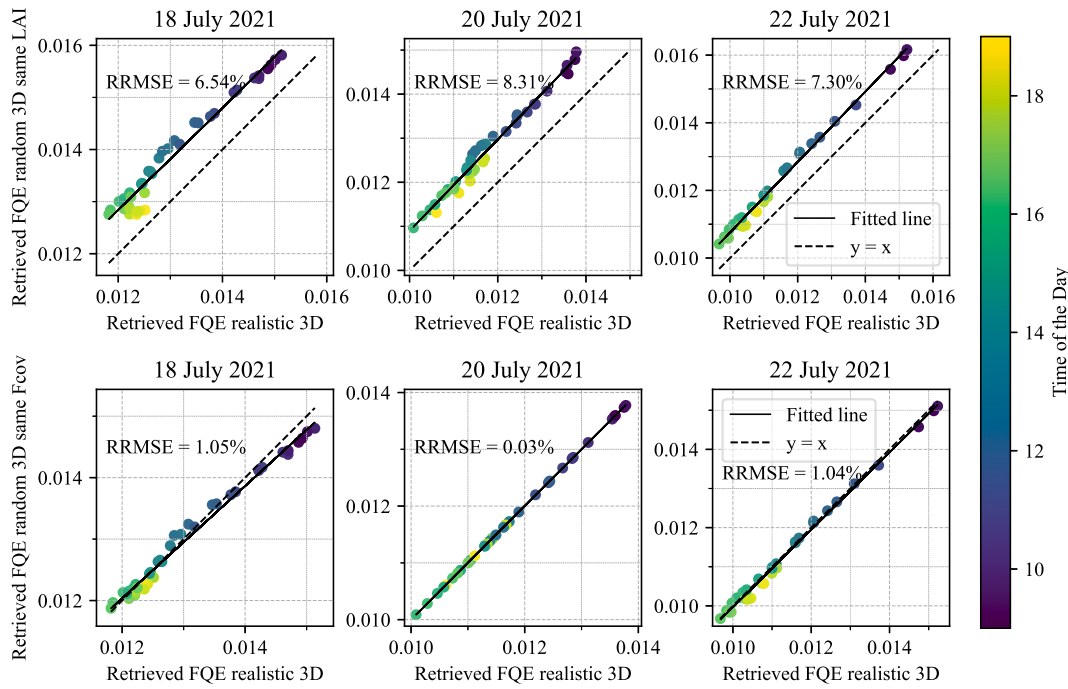 18 July 2021
20 July 2021
22 July 2021
Retrieved FQE random 3D same LAI
0.016
0.014
0.012
RRMSE = 6.54%
0.012
0.014
0.016
Retrieved FQE realistic 3D
0.014
0.012
0.010
RRMSE = 8.31%
0.010
0.012
0.014
Retrieved FQE realistic 3D
0.016
0.014
0.012
0.010
RRMSE = 7.30%
Fitted line
y = x
0.010
0.012
0.014
0.016
Retrieved FQE realistic 3D
18 July 2021
20 July 2021
22 July 2021
Retrieved FQE random 3D same Fcov
0.014
0.012
RRMSE = 1.05%
0.012
0.014
Retrieved FQE realistic 3D
0.014
0.012
0.010
RRMSE = 0.03%
0.010
0.012
0.014
Retrieved FQE realistic 3D
0.014
0.012
0.010
Fitted line
y = x
RRMSE = 1.04%
0.010
0.012
0.014
Retrieved FQE realistic 3D
18
16
14
12
10
Time of the Day